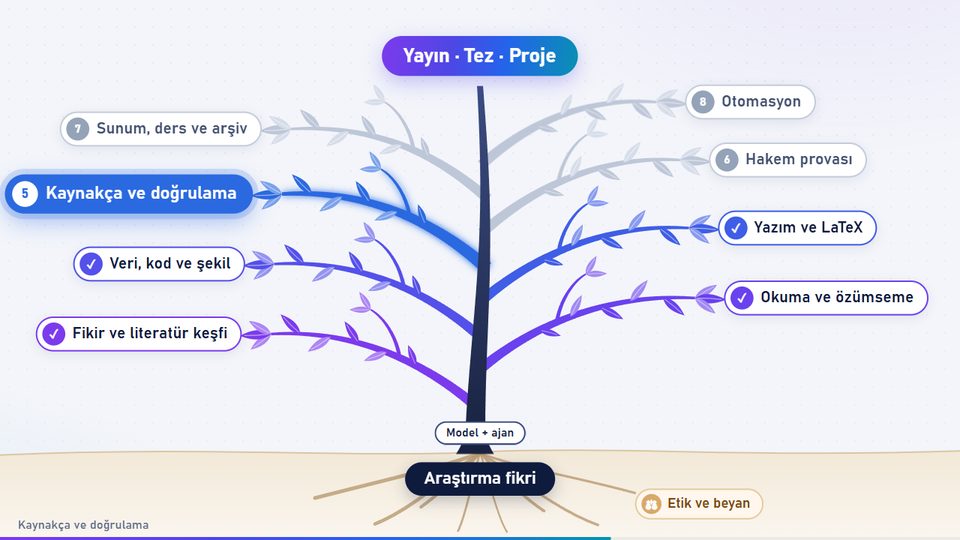 Yayın · Tez · Proje
8 Otomasyon
7 Sunum, ders ve arşiv
6 Hakem provası
5 Kaynakça ve doğrulama
✓ Yazım ve LaTeX
✓ Veri, kod ve şekil
✓ Okuma ve özümseme
✓ Fikir ve literatür keşfi
Model + ajan
Araştırma fikri
Etik ve beyan
Kaynakça ve doğrulama